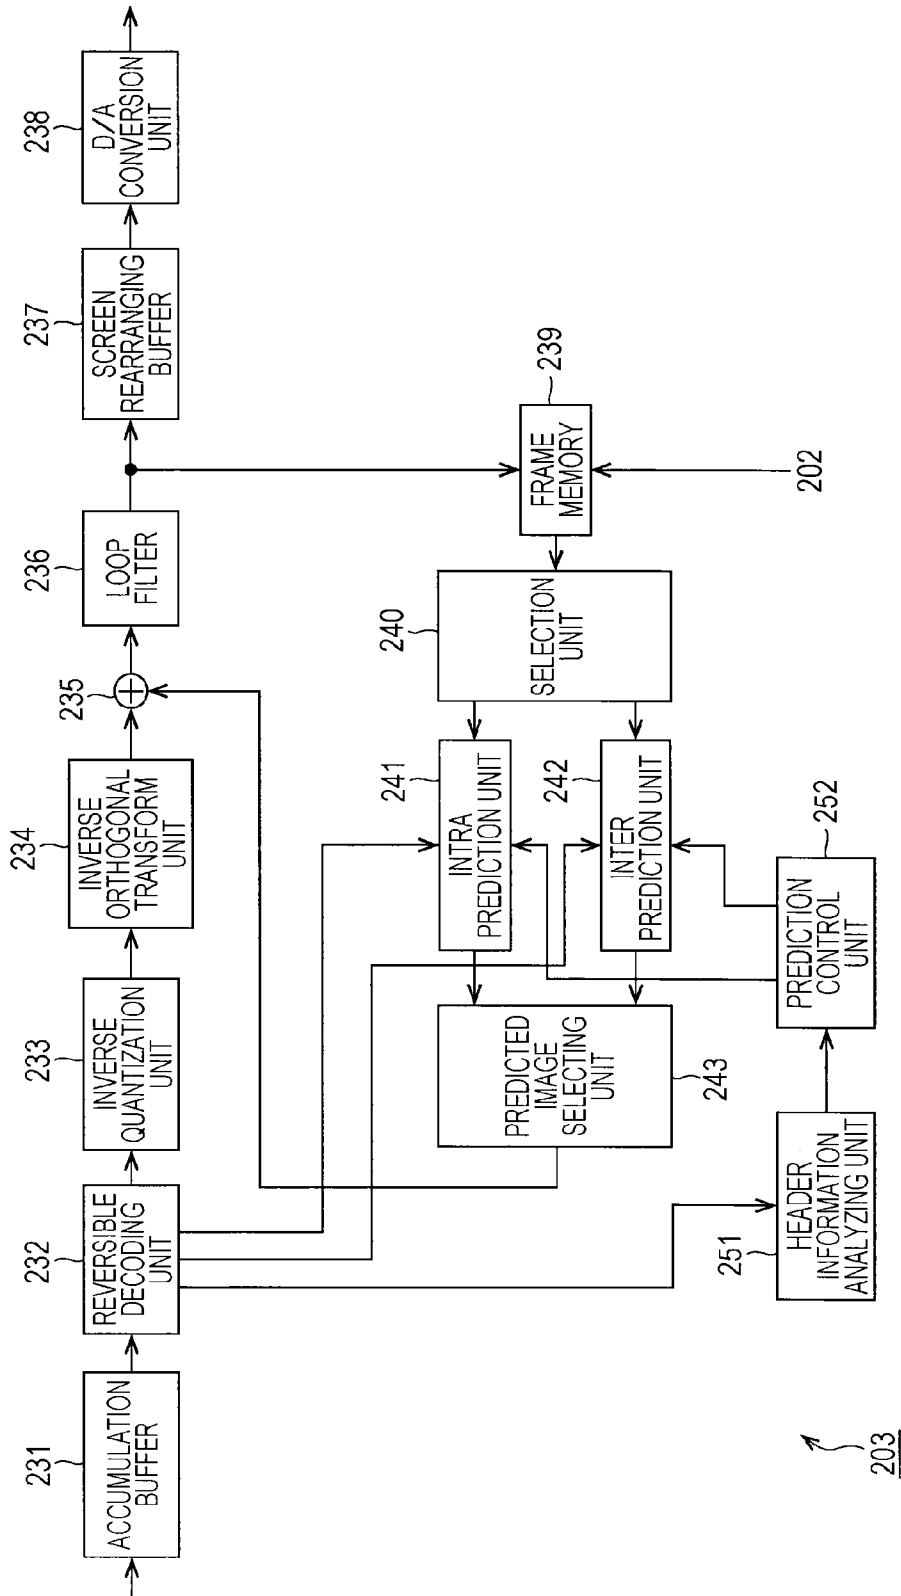 231
ACCUMULATION
BUFFER
232
REVERSIBLE
DECODING
UNIT
233
INVERSE
QUANTIZATION
UNIT
234
INVERSE
ORTHOGONAL
TRANSFORM
UNIT
235
236
LOOP
FILTER
237
SCREEN
REARRANGING
BUFFER
238
D/A
CONVERSION
UNIT
PREDICTED
IMAGE
SELECTING
UNIT
243
241
INTRA
PREDICTION UNIT
242
INTER
PREDICTION UNIT
240
SELECTION
UNIT
239
FRAME
MEMORY
202
251
HEADER
INFORMATION
ANALYZING UNIT
252
PREDICTION
CONTROL
UNIT
203